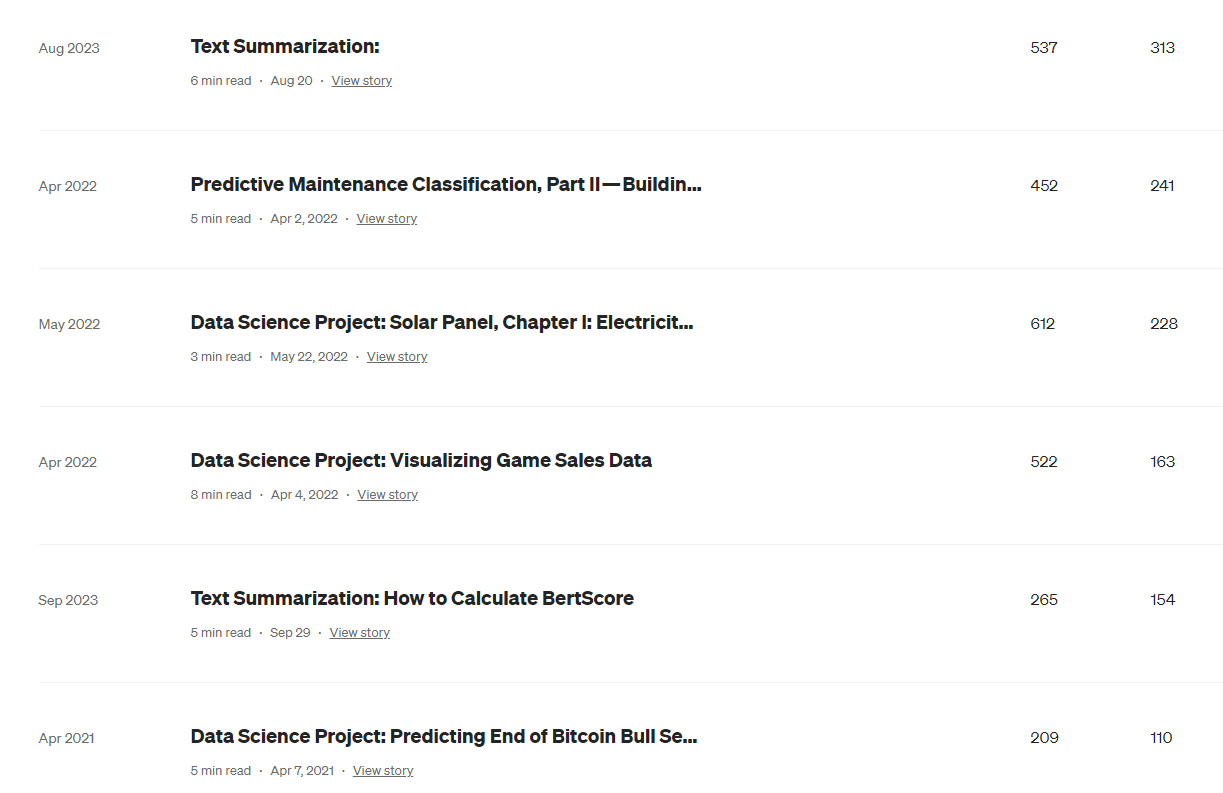 Aug 2023 Text Summarization: 537 313
6 min read · Aug 20 · View story
Apr 2022 Predictive Maintenance Classification, Part II — Buildin... 452 241
5 min read · Apr 2, 2022 · View story
May 2022 Data Science Project: Solar Panel, Chapter I: Electricit... 612 228
3 min read · May 22, 2022 · View story
Apr 2022 Data Science Project: Visualizing Game Sales Data 522 163
8 min read · Apr 4, 2022 · View story
Sep 2023 Text Summarization: How to Calculate BertScore 265 154
5 min read · Sep 29 · View story
Apr 2021 Data Science Project: Predicting End of Bitcoin Bull Se... 209 110
5 min read · Apr 7, 2021 · View story